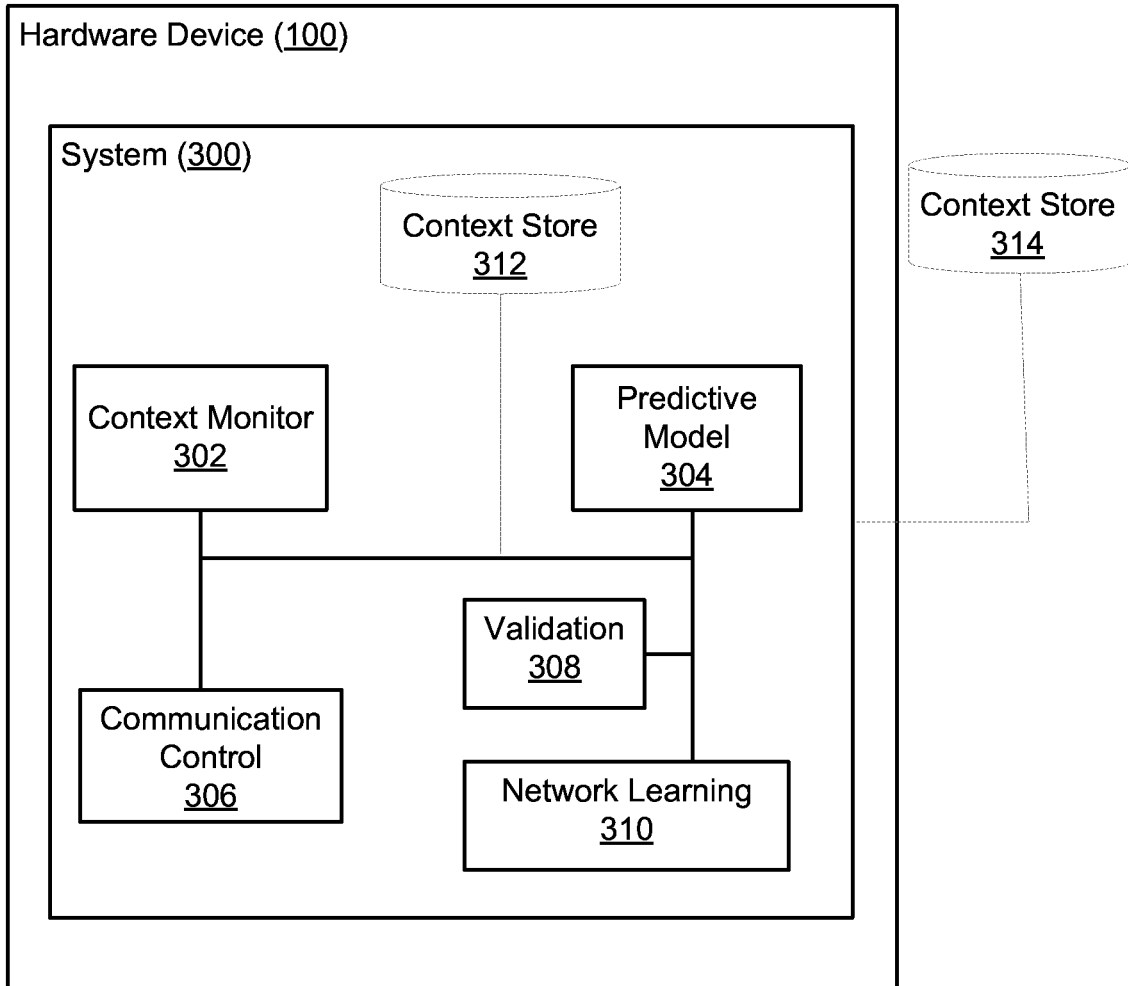 Hardware Device (100)
System (300)
Context Store
312
Context Store
314
Context Monitor
302
Predictive
Model
304
Validation
308
Communication
Control
306
Network Learning
310